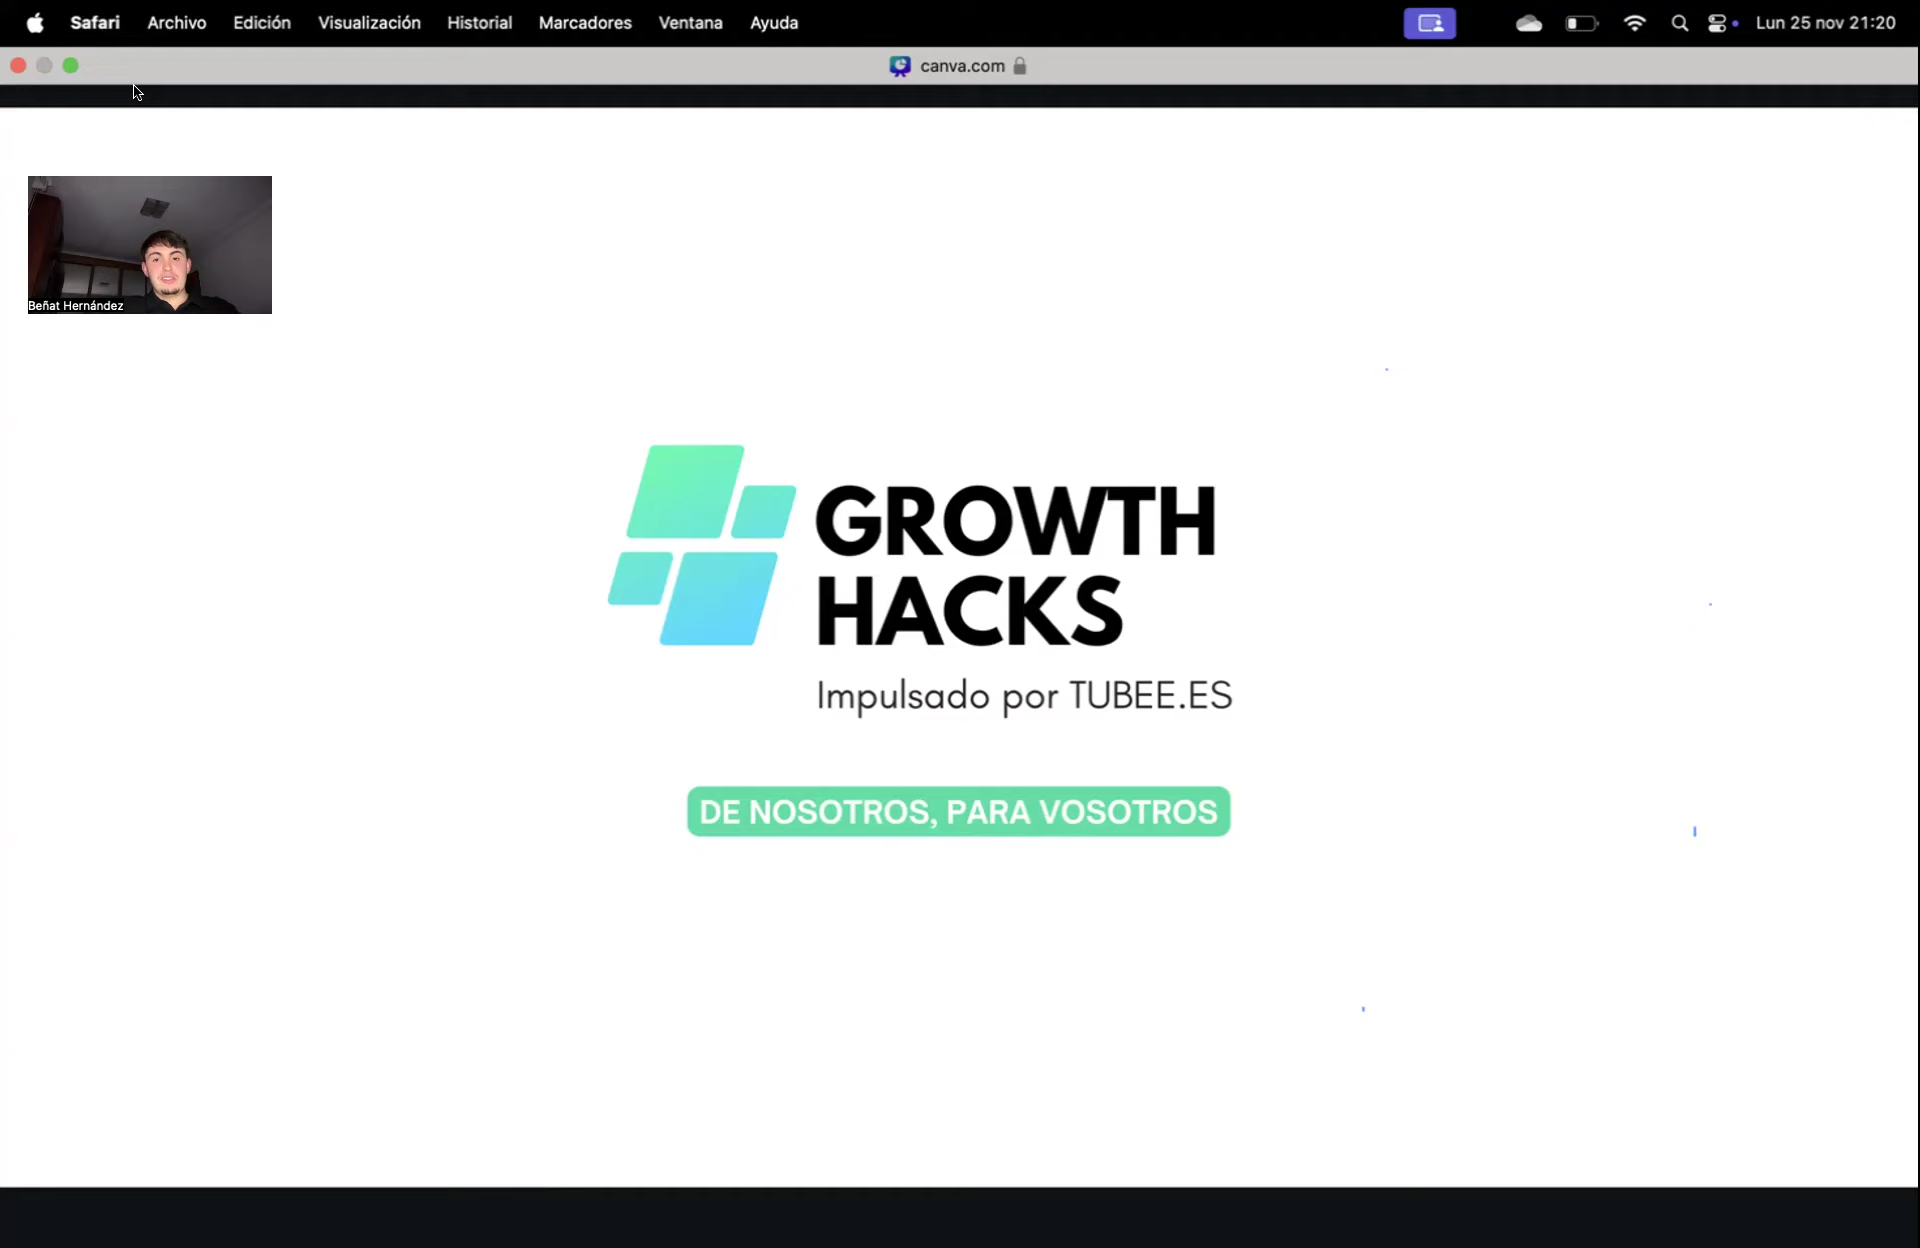 Safari Archivo Edición Visualización Historial Marcadores Ventana Ayuda Lun 25 nov 21:20
canva.com
Beñat Hernández
GROWTH
HACKS
Impulsado por TUBEE.ES
DE NOSOTROS, PARA VOSOTROS